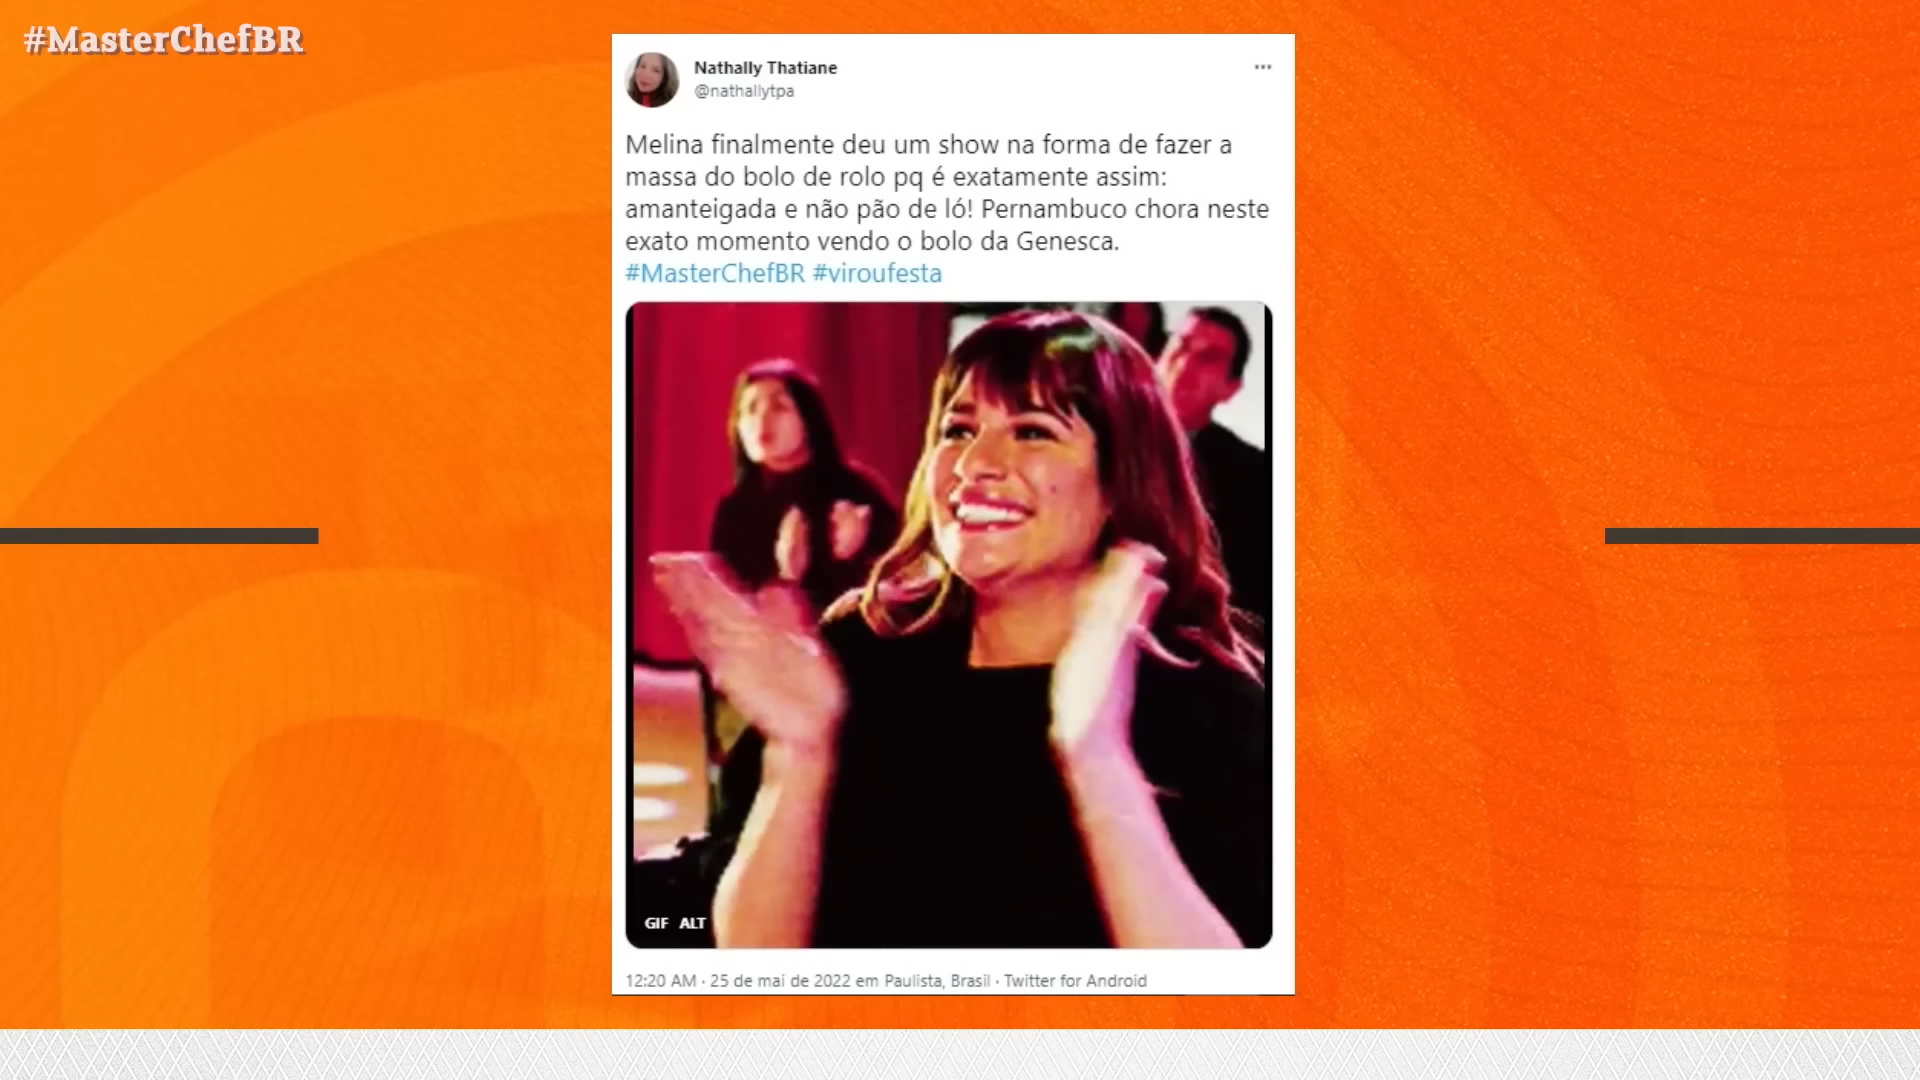 #MasterChefBR
Nathally Thatiane
@nathallytpa
Melina finalmente deu um show na forma de fazer a
massa do bolo de rolo pq é exatamente assim:
amanteigada e não pão de ló! Pernambuco chora neste
exato momento vendo o bolo da Genesca.
#MasterChefBR #viroufesta
GIF ALT
12:20 AM · 25 de mai de 2022 em Paulista, Brasil · Twitter for Android